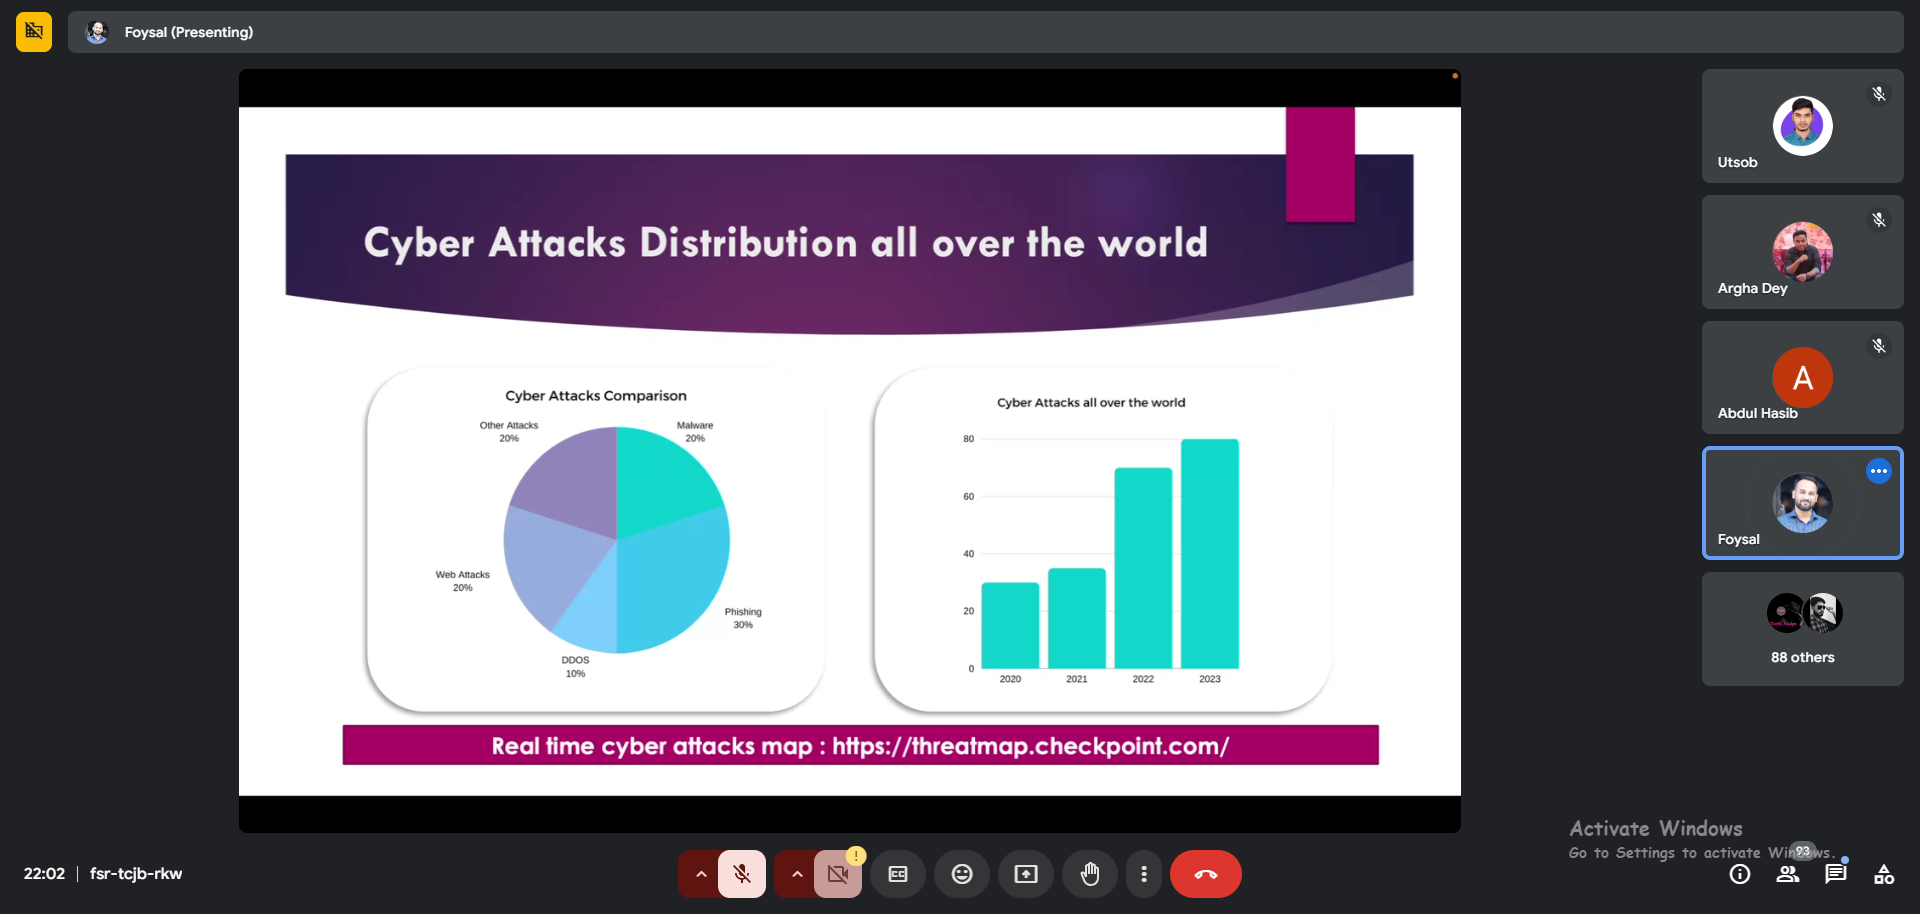 Foysal (Presenting)
Cyber Attacks Distribution all over the world
Cyber Attacks Comparison
Other Attacks
20%
Malware
20%
Web Attacks
20%
Phishing
30%
DDOS
10%
Cyber Attacks all over the world
80
60
40
20
0
2020 2021 2022 2023
Real time cyber attacks map : https://threatmap.checkpoint.com/
Utsob
Argha Dey
A
Abdul Hasib
Foysal
88 others
Activate Windows
Go to Settings to activate Windows.
93
22:02 | fsr-tcjb-rkw
CC
!